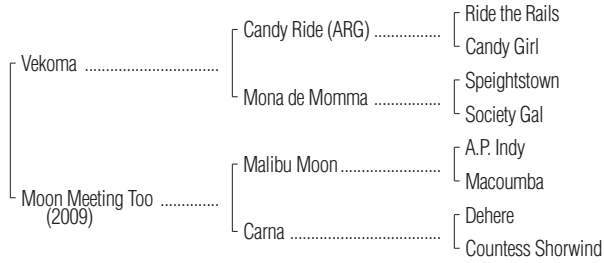 Ride the Rails
Candy Ride (ARG) ................
Candy Girl
Vekoma ................................
Speightstown
Mona de Momma ................
Society Gal
A.P. Indy
Malibu Moon ........................
Macoumba
Moon Meeting Too ..............
(2009)
Dehere
Carna ....................................
Countess Shorwind